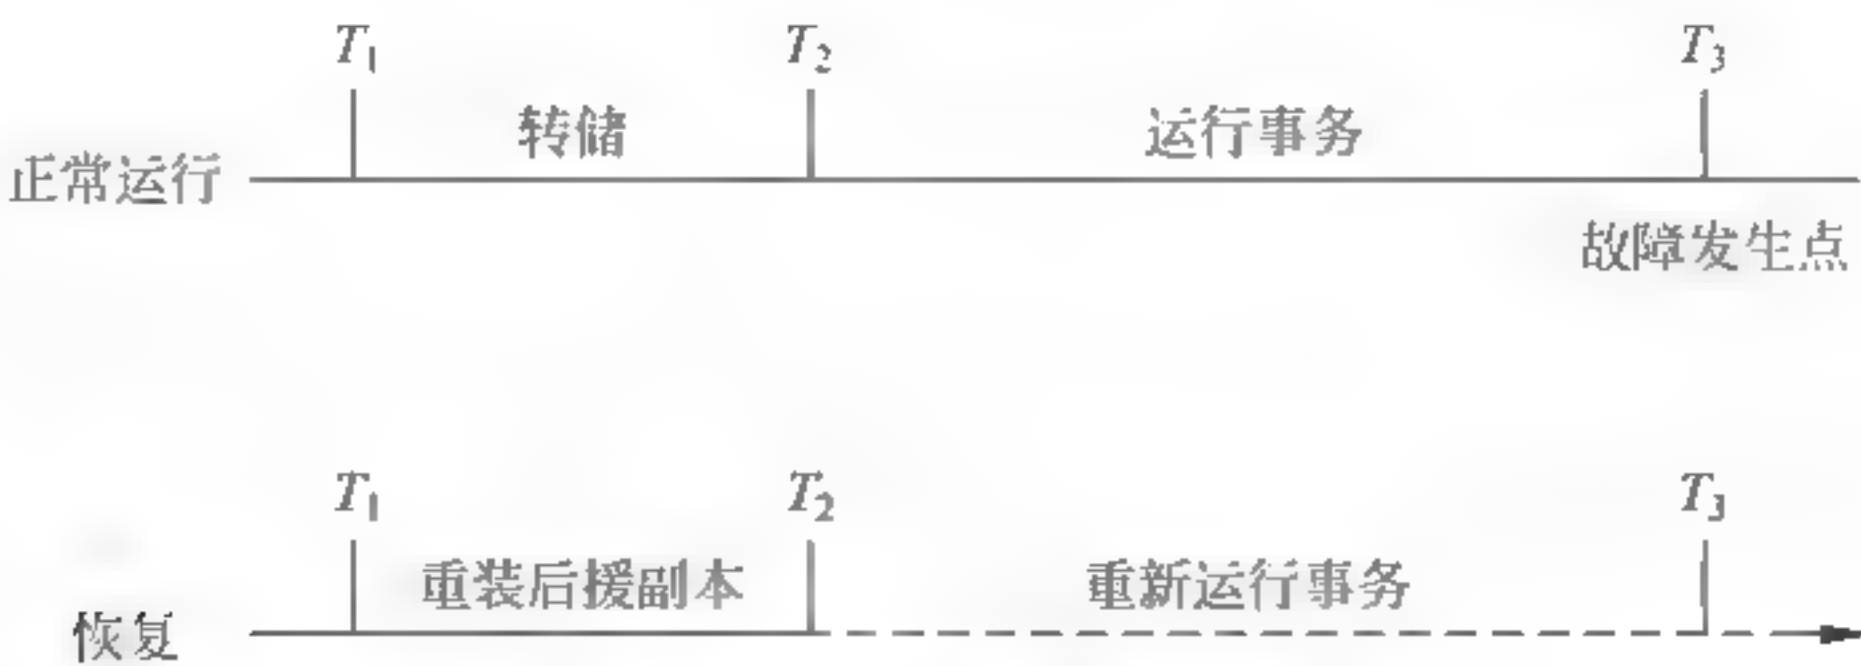 T₁ T₂ T₃
转储 运行事务
正常运行
故障发生点
T₁ T₂ T₃
重装后援副本 重新运行事务
恢复